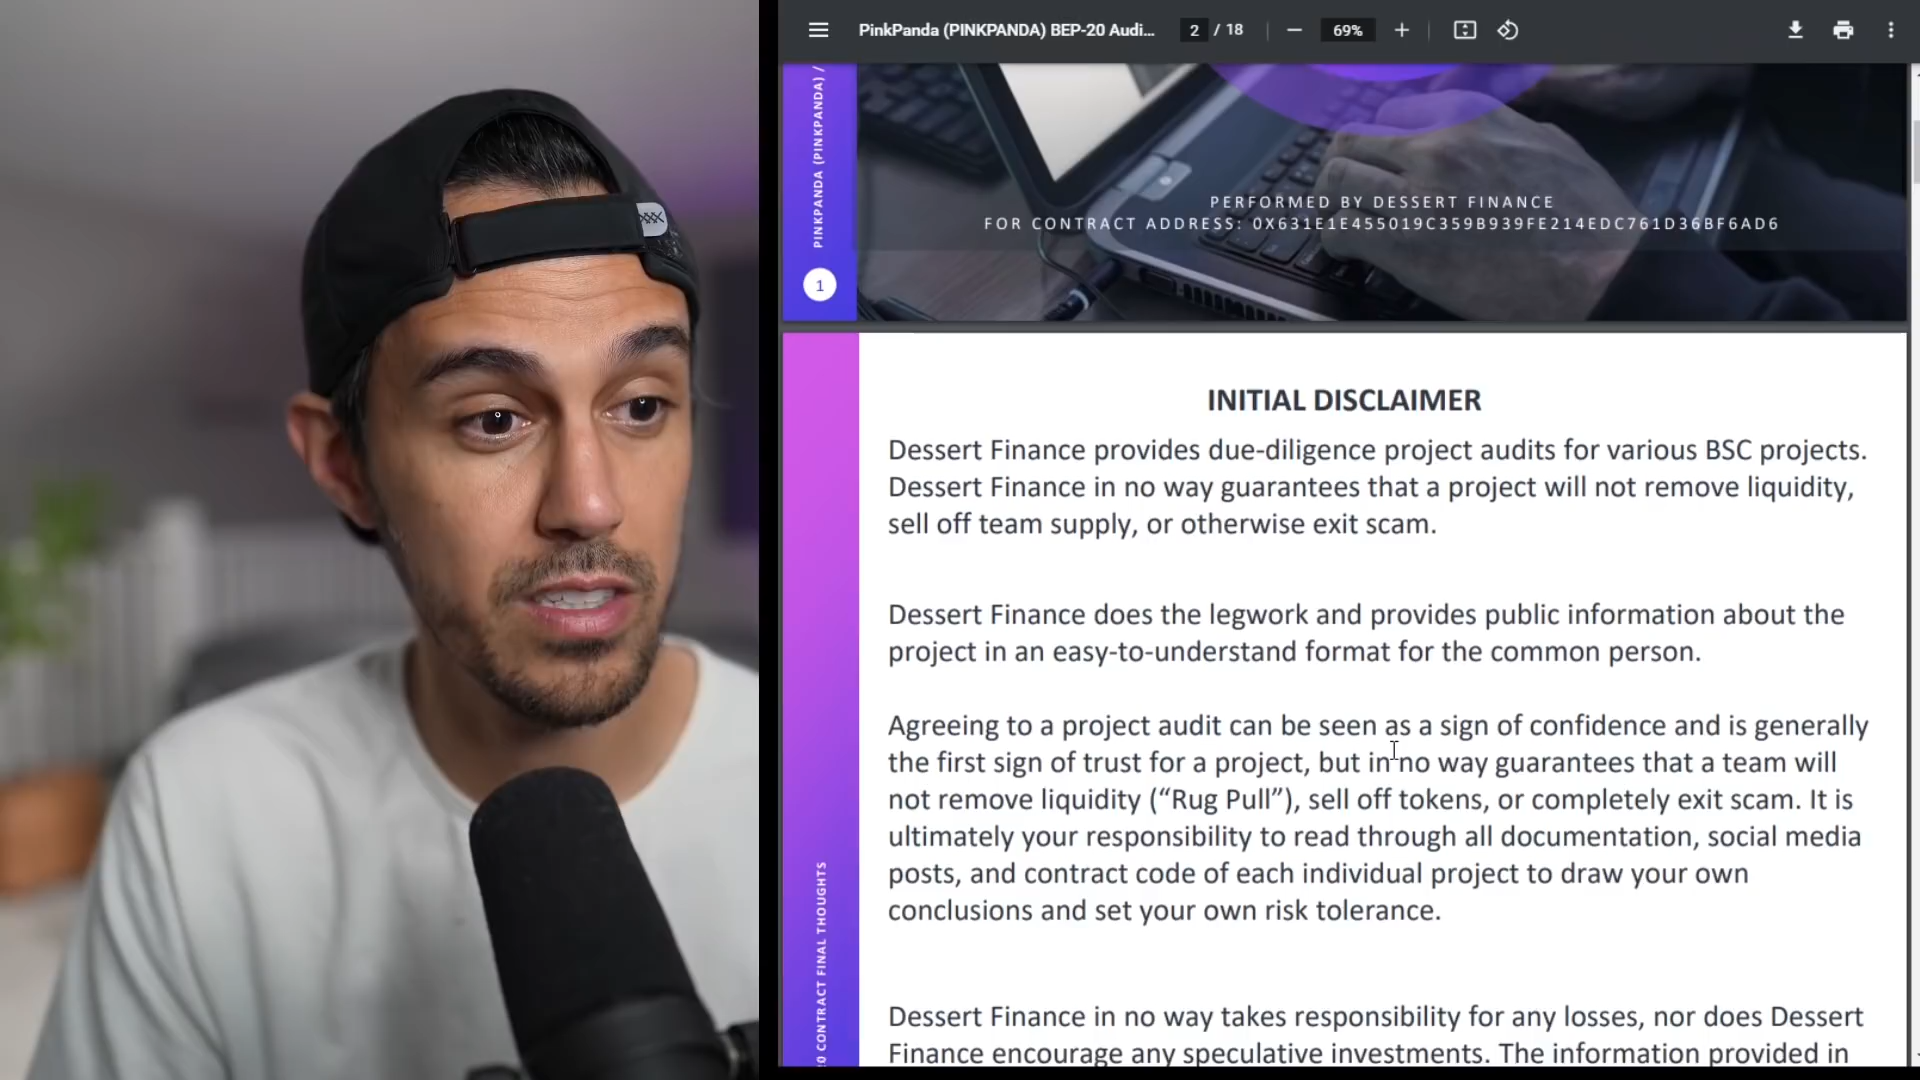 PinkPanda (PINKPANDA) BEP-20 Audi...
2 / 18
69%
PINKPANDA (PINKPANDA) /
PERFORMED BY DESSERT FINANCE
FOR CONTRACT ADDRESS: 0X631E1E455019C359B939FE214EDC761D36BF6AD6
1
INITIAL DISCLAIMER
Dessert Finance provides due-diligence project audits for various BSC projects.
Dessert Finance in no way guarantees that a project will not remove liquidity,
sell off team supply, or otherwise exit scam.
Dessert Finance does the legwork and provides public information about the
project in an easy-to-understand format for the common person.
Agreeing to a project audit can be seen as a sign of confidence and is generally
the first sign of trust for a project, but in no way guarantees that a team will
not remove liquidity (“Rug Pull”), sell off tokens, or completely exit scam. It is
ultimately your responsibility to read through all documentation, social media
posts, and contract code of each individual project to draw your own
conclusions and set your own risk tolerance.
Dessert Finance in no way takes responsibility for any losses, nor does Dessert
Finance encourage any speculative investments. The information provided in
CONTRACT FINAL THOUGHTS
XXX